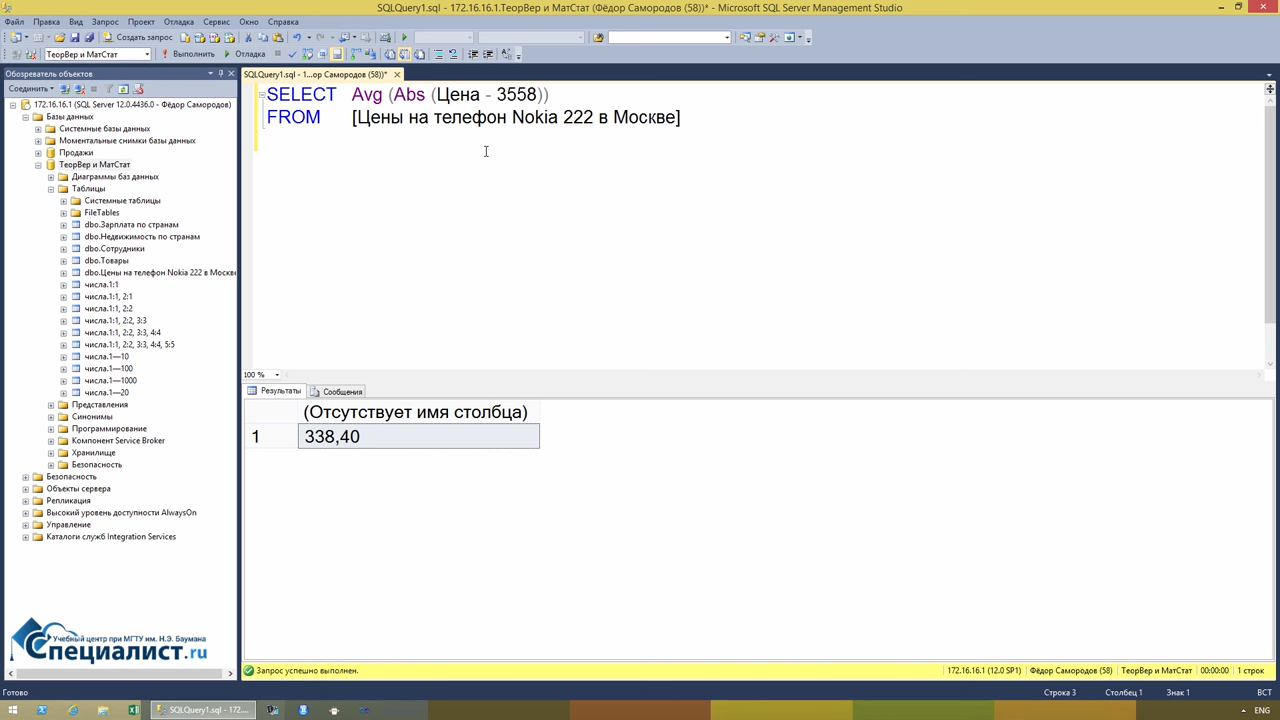 SQLQuery1.sql - 172.16.16.1.ТеорВер и МатСтат (Фёдор Самородов (58))* - Microsoft SQL Server Management Studio
Файл Правка Вид Запрос Проект Отладка Сервис Окно Справка
Создать запрос
ТеорВер и МатСтат Выполнить Отладка
Обозреватель объектов
SQLQuery1.sql - 1...ор Самородов (58))*
Соединить
172.16.16.1 (SQL Server 12.0.4436.0 - Фёдор Самородов)
Базы данных
Системные базы данных
Моментальные снимки базы данных
Продажи
ТеорВер и МатСтат
Диаграммы баз данных
Таблицы
Системные таблицы
FileTables
dbo.Зарплата по странам
dbo.Недвижимость по странам
dbo.Сотрудники
dbo.Товары
dbo.Цены на телефон Nokia 222 в Москве
числа.1:1
числа.1:1, 2:1
числа.1:1, 2:2
числа.1:1, 2:2, 3:3
числа.1:1, 2:2, 3:3, 4:4
числа.1:1, 2:2, 3:3, 4:4, 5:5
числа.1—10
числа.1—100
числа.1—1000
числа.1—20
Представления
Синонимы
Программирование
Компонент Service Broker
Хранилище
Безопасность
Безопасность
Объекты сервера
Репликация
Высокий уровень доступности AlwaysOn
Управление
Каталоги служб Integration Services
SELECT Avg (Abs (Цена - 3558))
FROM [Цены на телефон Nokia 222 в Москве]
100 %
Результаты Сообщения
(Отсутствует имя столбца)
1 338,40
Учебный центр при МГТУ им. Н.Э. Баумана
Специалист.ru
Запрос успешно выполнен. 172.16.16.1 (12.0 SP1) Фёдор Самородов (58) ТеорВер и МатСтат 00:00:00 1 строк
Готово Строка 3 Столбец 1 Знак 1 ВСТ
SQLQuery1.sql - 172.... ENG